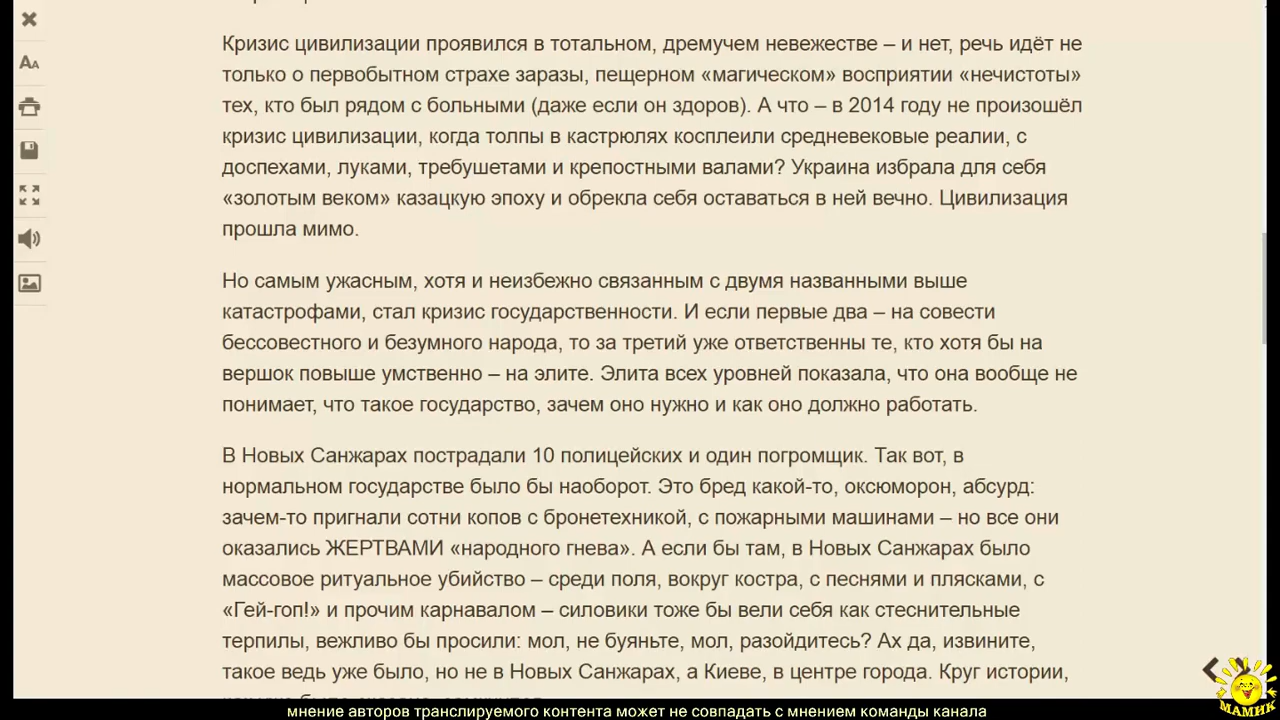 Кризис цивилизации проявился в тотальном, дремучем невежестве – и нет, речь идёт не
только о первобытном страхе заразы, пещерном «магическом» восприятии «нечистоты»
тех, кто был рядом с больными (даже если он здоров). А что – в 2014 году не произошёл
кризис цивилизации, когда толпы в кастрюлях косплеили средневековые реалии, с
доспехами, луками, требушетами и крепостными валами? Украина избрала для себя
«золотым веком» казацкую эпоху и обрекла себя оставаться в ней вечно. Цивилизация
прошла мимо.
Но самым ужасным, хотя и неизбежно связанным с двумя названными выше
катастрофами, стал кризис государственности. И если первые два – на совести
бессовестного и безумного народа, то за третий уже ответственны те, кто хотя бы на
вершок повыше умственно – на элите. Элита всех уровней показала, что она вообще не
понимает, что такое государство, зачем оно нужно и как оно должно работать.
В Новых Санжарах пострадали 10 полицейских и один погромщик. Так вот, в
нормальном государстве было бы наоборот. Это бред какой-то, оксюморон, абсурд:
зачем-то пригнали сотни копов с бронетехникой, с пожарными машинами – но все они
оказались ЖЕРТВАМИ «народного гнева». А если бы там, в Новых Санжарах было
массовое ритуальное убийство – среди поля, вокруг костра, с песнями и плясками, с
«Гей-гоп!» и прочим карнавалом – силовики тоже бы вели себя как стеснительные
терпилы, вежливо бы просили: мол, не буяньте, мол, разойдитесь? Ах да, извините,
такое ведь уже было, но не в Новых Санжарах, а Киеве, в центре города. Круг истории,
АА
МАМИК
мнение авторов транслируемого контента может не совпадать с мнением команды канала